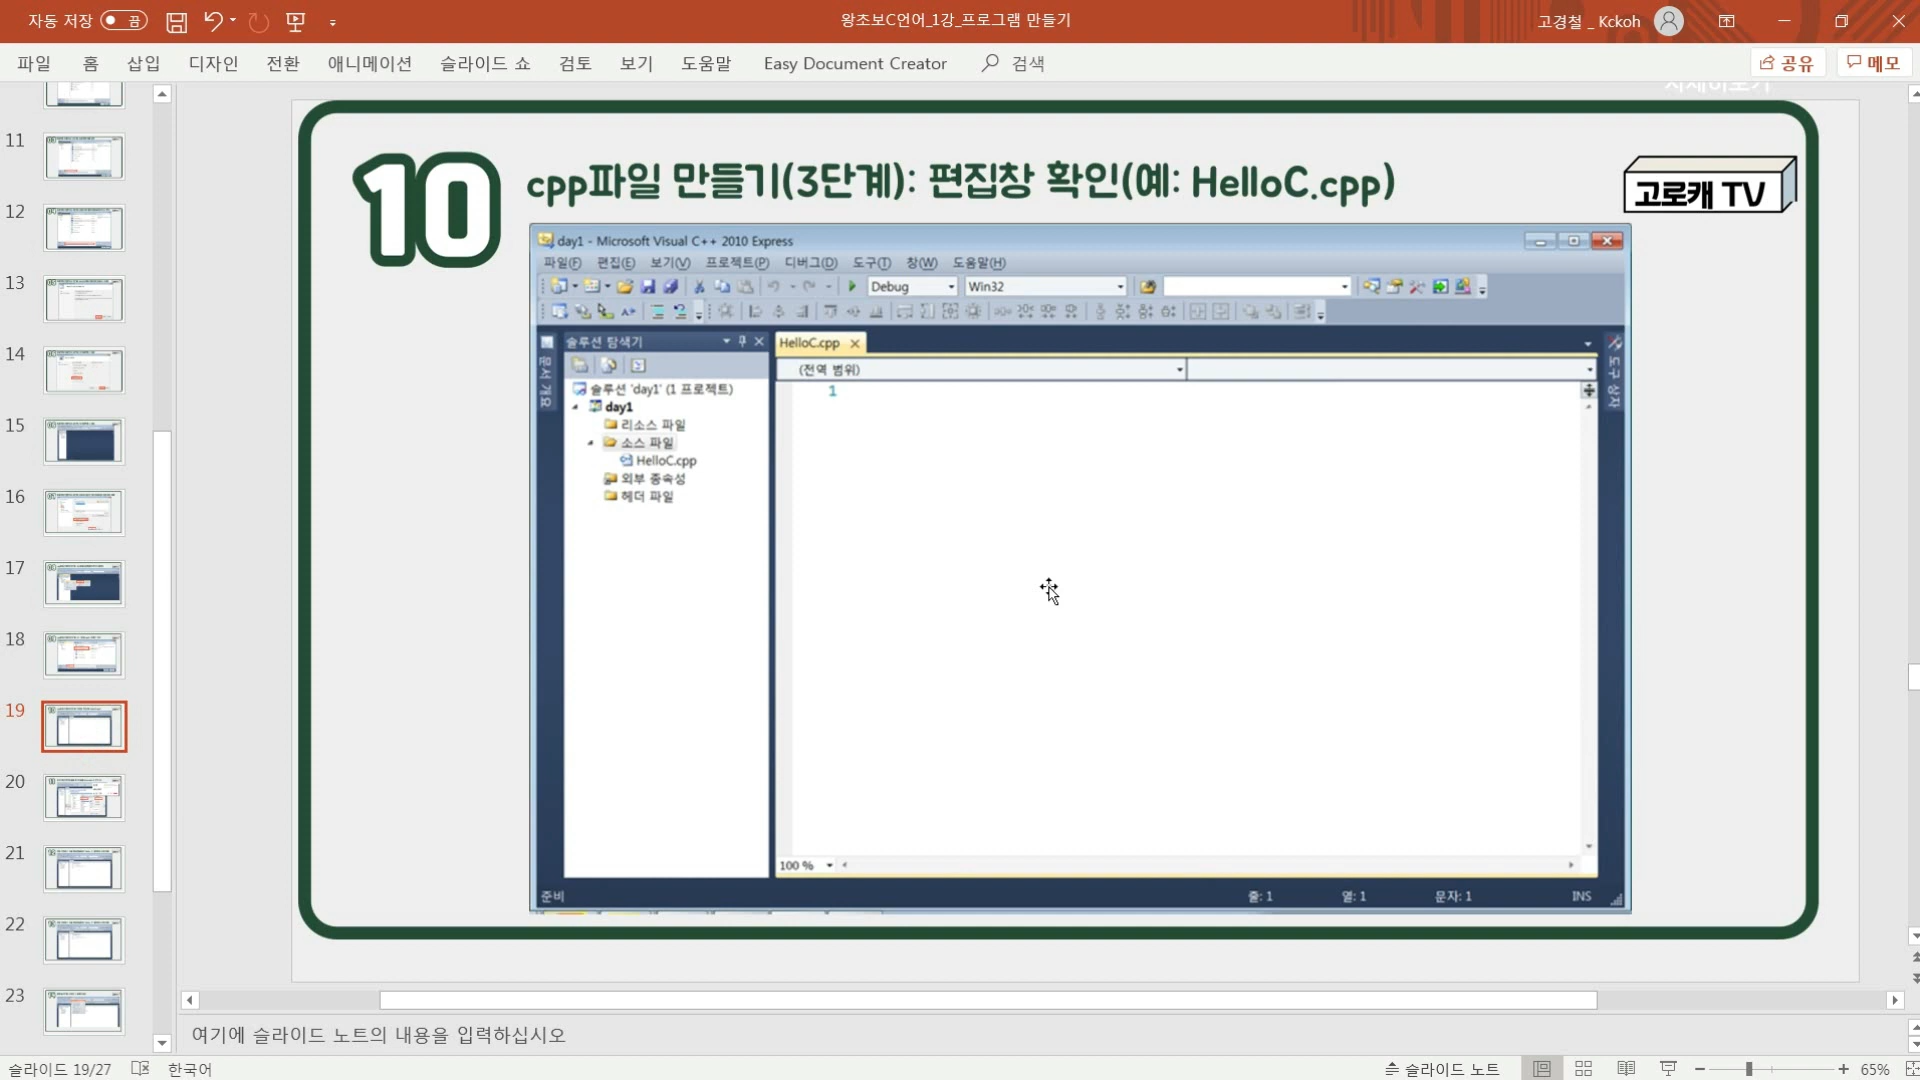 자동 저장 끔
왕초보C언어_1강_프로그램 만들기
고경철 _ Kckoh
파일 홈 삽입 디자인 전환 애니메이션 슬라이드 쇼 검토 보기 도움말 Easy Document Creator 검색
공유 메모
10
cpp파일 만들기(3단계): 편집창 확인(예: HelloC.cpp)
고로캐 TV
day1 - Microsoft Visual C++ 2010 Express
파일(F) 편집(E) 보기(V) 프로젝트(P) 디버그(D) 도구(T) 창(W) 도움말(H)
Debug Win32
문서 개요
솔루션 탐색기
HelloC.cpp
(전역 범위)
1
도구 상자
솔루션 'day1' (1 프로젝트)
day1
리소스 파일
소스 파일
HelloC.cpp
외부 종속성
헤더 파일
100 %
준비 줄: 1 열: 1 문자: 1 INS
11
12
13
14
15
16
17
18
19
20
21
22
23
여기에 슬라이드 노트의 내용을 입력하십시오
슬라이드 19/27 한국어 슬라이드 노트 65%